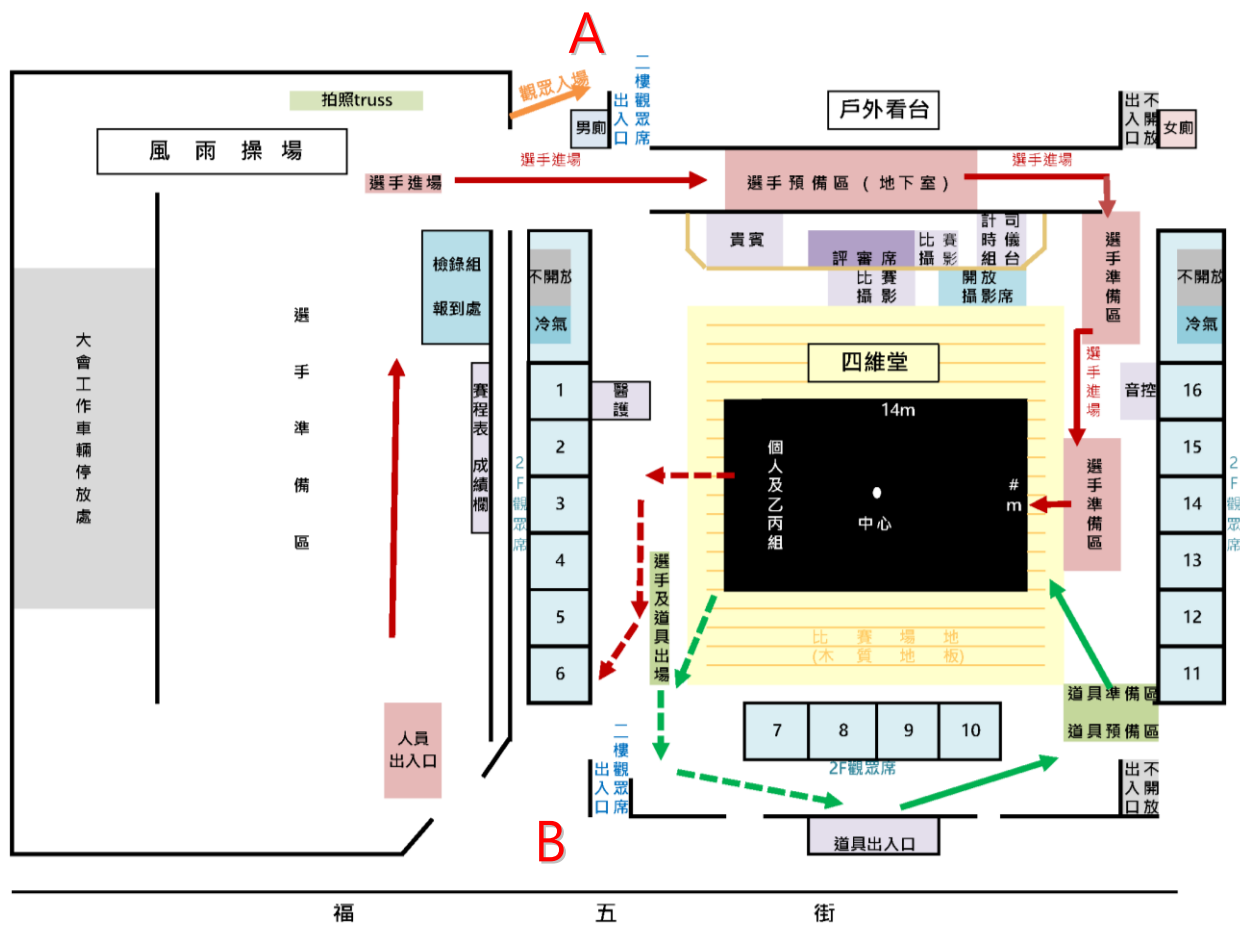 A
觀眾入場
二樓觀眾席
出入口
拍照truss
男廁
戶外看台
不開放
出入口
女廁
風雨操場
選手進場
選手進場
選手預備區(地下室)
選手進場
貴賓
評審席
比賽
攝影
司儀台
計時組
比賽
攝影
開放
攝影席
選手準備區
檢錄組
報到處
不開放
冷氣
不開放
冷氣
大會工作車輛停放處
選手準備區
賽程表 成績欄
2F觀眾席
1
2
3
4
5
6
醫護
四維堂
14m
個人及乙丙組
中心
#
m
選手進場
選手準備區
音控
16
15
14
13
12
11
2F觀眾席
選手及道具出場
比賽場地
(木質地板)
道具準備區
道具預備區
7
8
9
10
2F觀眾席
人員
出入口
二樓觀眾席
出入口
B
道具出入口
不開放
出入口
福五街